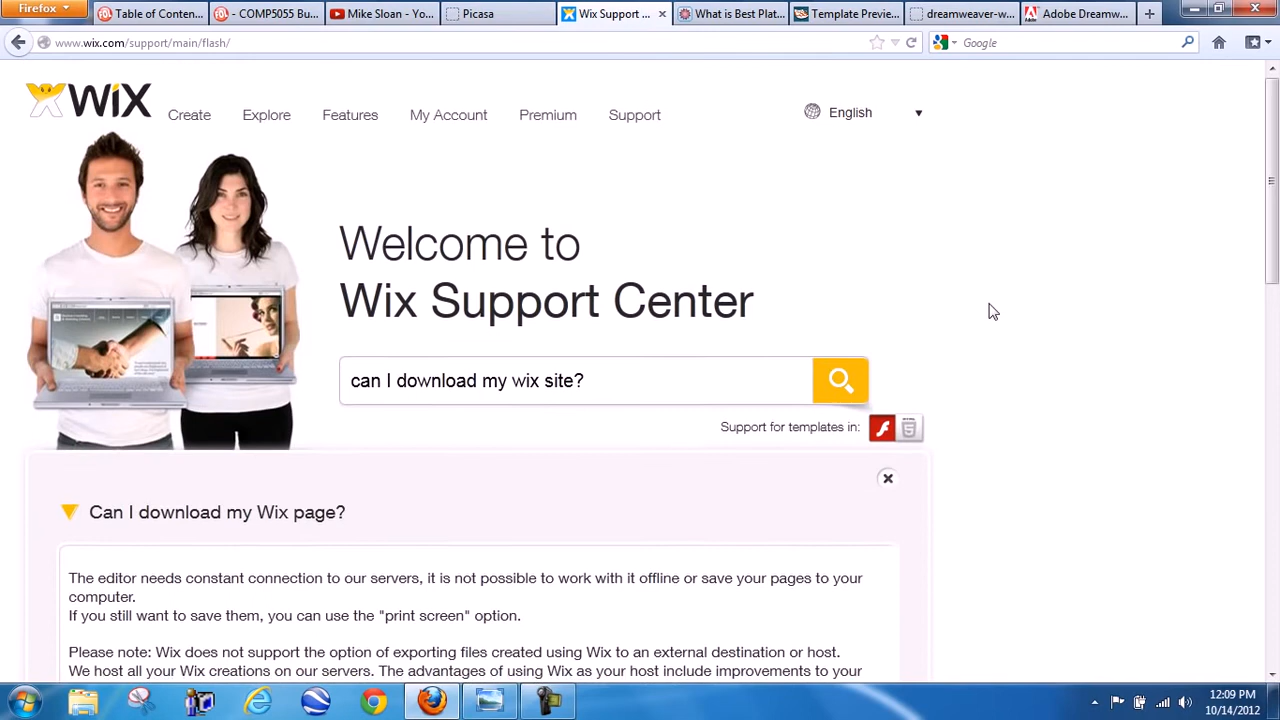 Firefox
Table of Conten...
- COMP5055 Bu...
Mike Sloan - Yo...
Picasa
Wix Support ...
What is Best Plat...
Template Previe...
dreamweaver-w...
Adobe Dreamw...
www.wix.com/support/main/flash/
Google
WiX
Create
Explore
Features
My Account
Premium
Support
English
Welcome to
Wix Support Center
can I download my wix site?
Support for templates in:
Can I download my Wix page?
The editor needs constant connection to our servers, it is not possible to work with it offline or save your pages to your
computer.
If you still want to save them, you can use the "print screen" option.
Please note: Wix does not support the option of exporting files created using Wix to an external destination or host.
We host all your Wix creations on our servers. The advantages of using Wix as your host include improvements to your
12:09 PM
10/14/2012